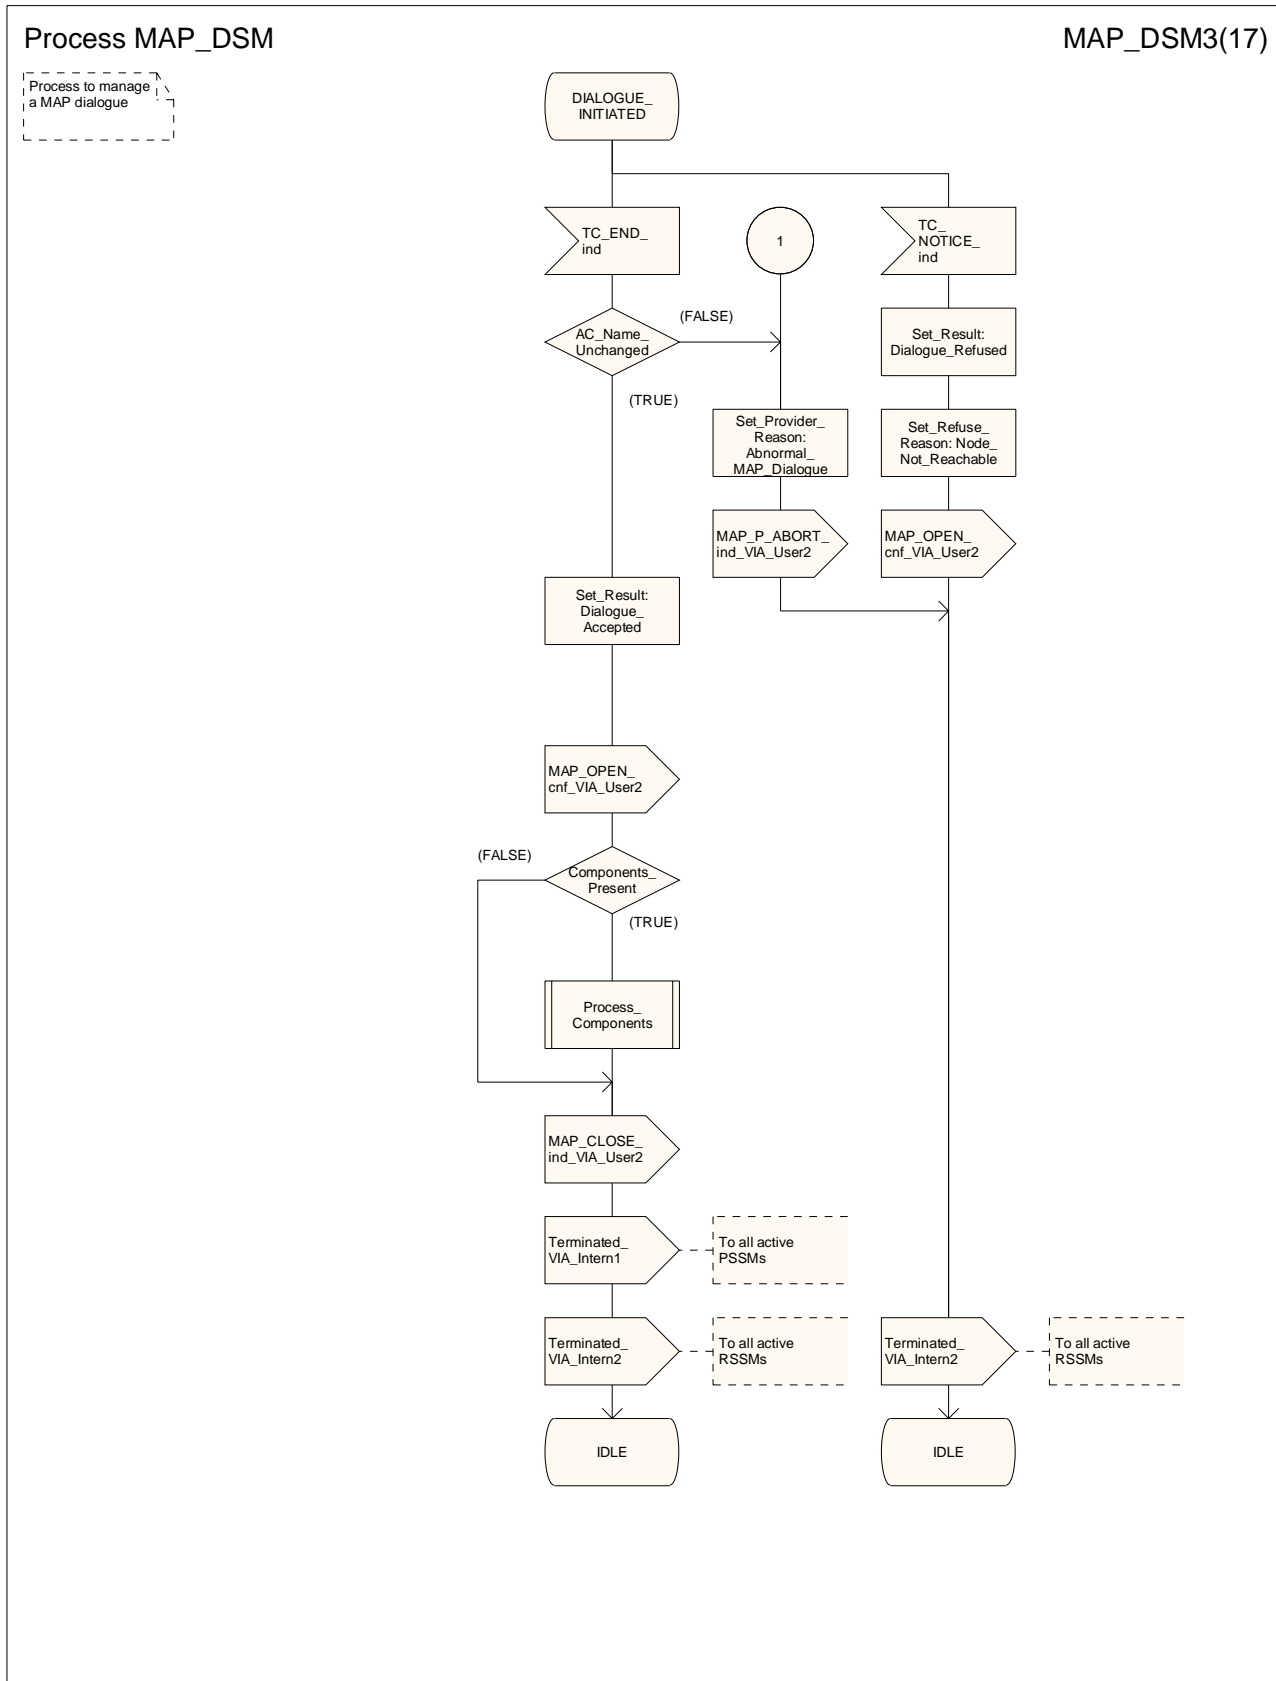 Process MAP_DSM
MAP_DSM3(17)
Process to manage
a MAP dialogue
DIALOGUE_
INITIATED
TC_END_
ind
1
TC_
NOTICE_
ind
AC_Name_
Unchanged
(FALSE)
(TRUE)
Set_Result:
Dialogue_Refused
Set_Provider_
Reason:
Abnormal_
MAP_Dialogue
Set_Refuse_
Reason: Node_
Not_Reachable
MAP_P_ABORT_
ind_VIA_User2
MAP_OPEN_
cnf_VIA_User2
Set_Result:
Dialogue_
Accepted
MAP_OPEN_
cnf_VIA_User2
(FALSE)
Components_
Present
(TRUE)
Process_
Components
MAP_CLOSE_
ind_VIA_User2
Terminated_
VIA_Intern1
To all active
PSSMs
Terminated_
VIA_Intern2
To all active
RSSMs
Terminated_
VIA_Intern2
To all active
RSSMs
IDLE
IDLE